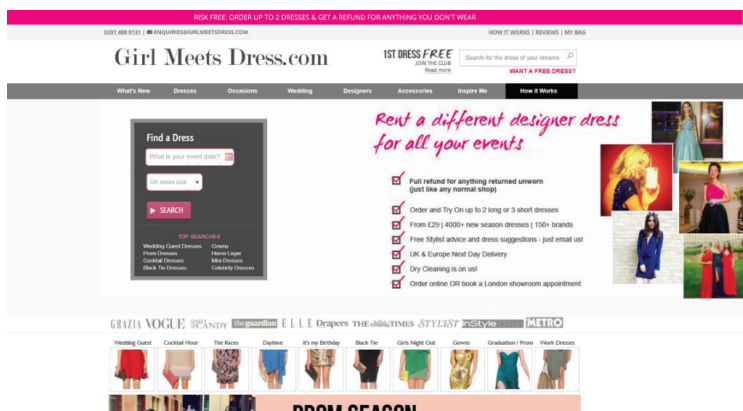 RISK FREE: ORDER UP TO 2 DRESSES & GET A REFUND FOR ANYTHING YOU DON'T WEAR
0207 498 9131 | ENQUIRIES@GIRLMEETSDRESS.COM
HOW IT WORKS | REVIEWS | MY BAG
Girl Meets Dress.com
1ST DRESS FREE
JOIN THE CLUB
Read more
Search for the dress of your dreams
WANT A FREE DRESS?
What's New Dresses Occasions Wedding Designers Accessories Inspire Me How it Works
Find a Dress
What is your event date?
UK dress size
SEARCH
TOP SEARCHES
Wedding Guest Dresses Gowns
Prom Dresses Herve Leger
Cocktail Dresses Mini Dresses
Black Tie Dresses Celebrity Dresses
Rent a different designer dress
for all your events
Full refund for anything returned unworn
(just like any normal shop)
Order and Try On up to 2 long or 3 short dresses
From £29 | 4000+ new season dresses | 150+ brands
Free Stylist advice and dress suggestions - just email us!
UK & Europe Next Day Delivery
Dry Cleaning is on us!
Order online OR book a London showroom appointment
GRAZIA VOGUE DAILY CANDY theguardian ELLE Drapers THE TIMES STYLIST InStyle METRO
Wedding Guest Cocktail Hour The Races Daytime It's my Birthday Black Tie Girls Night Out Gowns Graduation / Prom Work Dresses
PROM SEASON